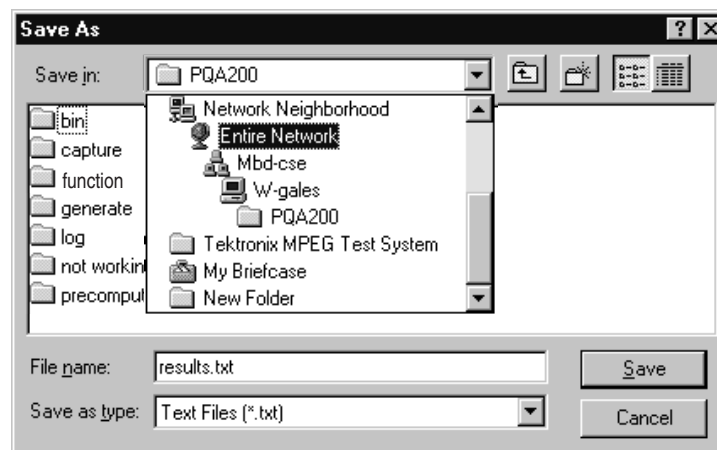 Save As
Save in: PQA200
Network Neighborhood
Entire Network
Mbd-cse
W-gales
PQA200
Tektronix MPEG Test System
My Briefcase
New Folder
bin
capture
function
generate
log
not workin
precomput
File name: results.txt Save
Save as type: Text Files (*.txt) Cancel